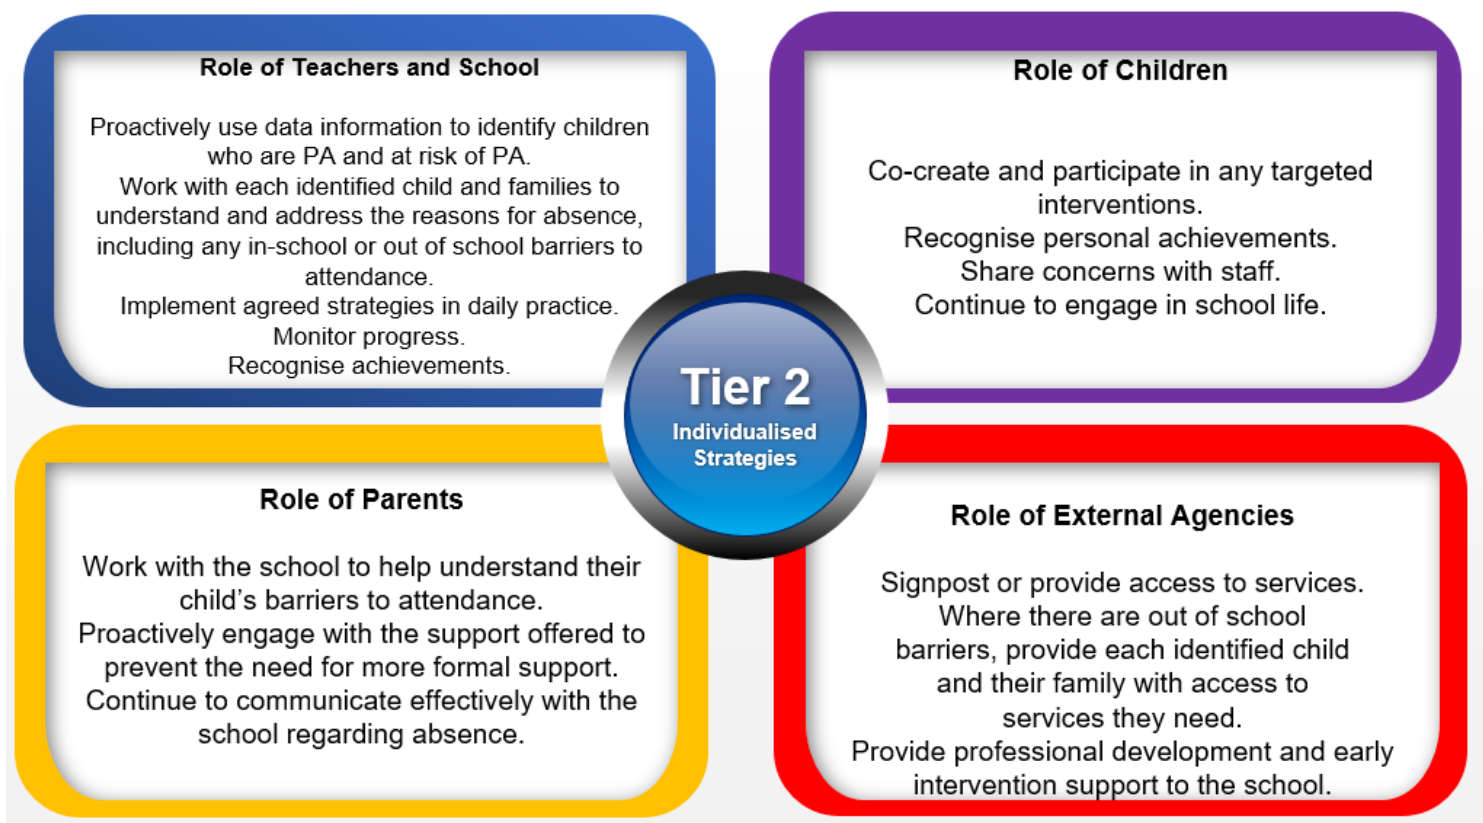 Role of Teachers and School
Proactively use data information to identify children
who are PA and at risk of PA.
Work with each identified child and families to
understand and address the reasons for absence,
including any in-school or out of school barriers to
attendance.
Implement agreed strategies in daily practice.
Monitor progress.
Recognise achievements.
Role of Children
Co-create and participate in any targeted
interventions.
Recognise personal achievements.
Share concerns with staff.
Continue to engage in school life.
Tier 2
Individualised
Strategies
Role of Parents
Work with the school to help understand their
child’s barriers to attendance.
Proactively engage with the support offered to
prevent the need for more formal support.
Continue to communicate effectively with the
school regarding absence.
Role of External Agencies
Signpost or provide access to services.
Where there are out of school
barriers, provide each identified child
and their family with access to
services they need.
Provide professional development and early
intervention support to the school.